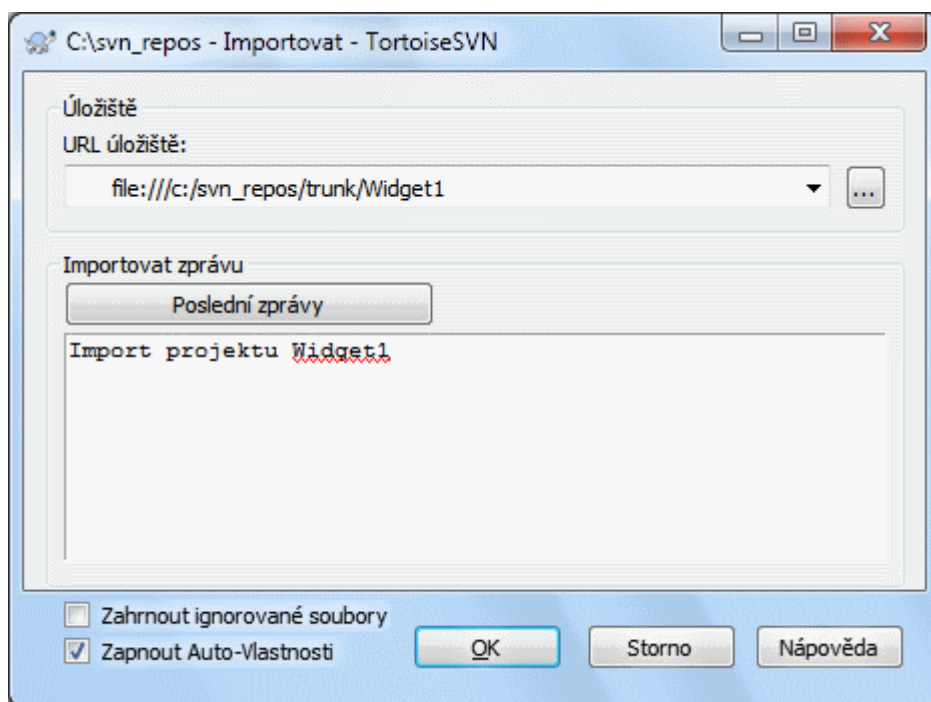 C:\svn_repos - Importovat - TortoiseSVN
Úložiště
URL úložiště:
file:///c:/svn_repos/trunk/Widget1
...
Importovat zprávu
Poslední zprávy
Import projektu Widget1
Zahrnout ignorované soubory
Zapnout Auto-Vlastnosti
OK
Storno
Nápověda